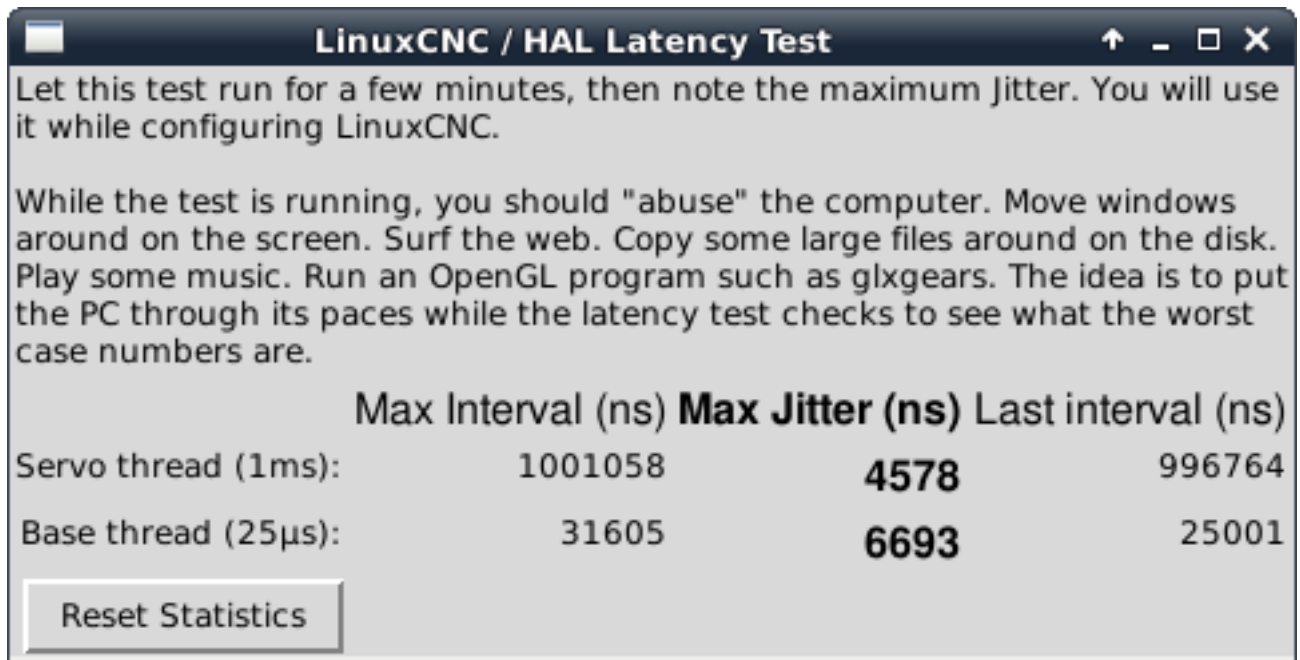 LinuxCNC / HAL Latency Test
Let this test run for a few minutes, then note the maximum Jitter. You will use
it while configuring LinuxCNC.
While the test is running, you should "abuse" the computer. Move windows
around on the screen. Surf the web. Copy some large files around on the disk.
Play some music. Run an OpenGL program such as glxgears. The idea is to put
the PC through its paces while the latency test checks to see what the worst
case numbers are.
Max Interval (ns) Max Jitter (ns) Last interval (ns)
Servo thread (1ms): 1001058 4578 996764
Base thread (25µs): 31605 6693 25001
Reset Statistics